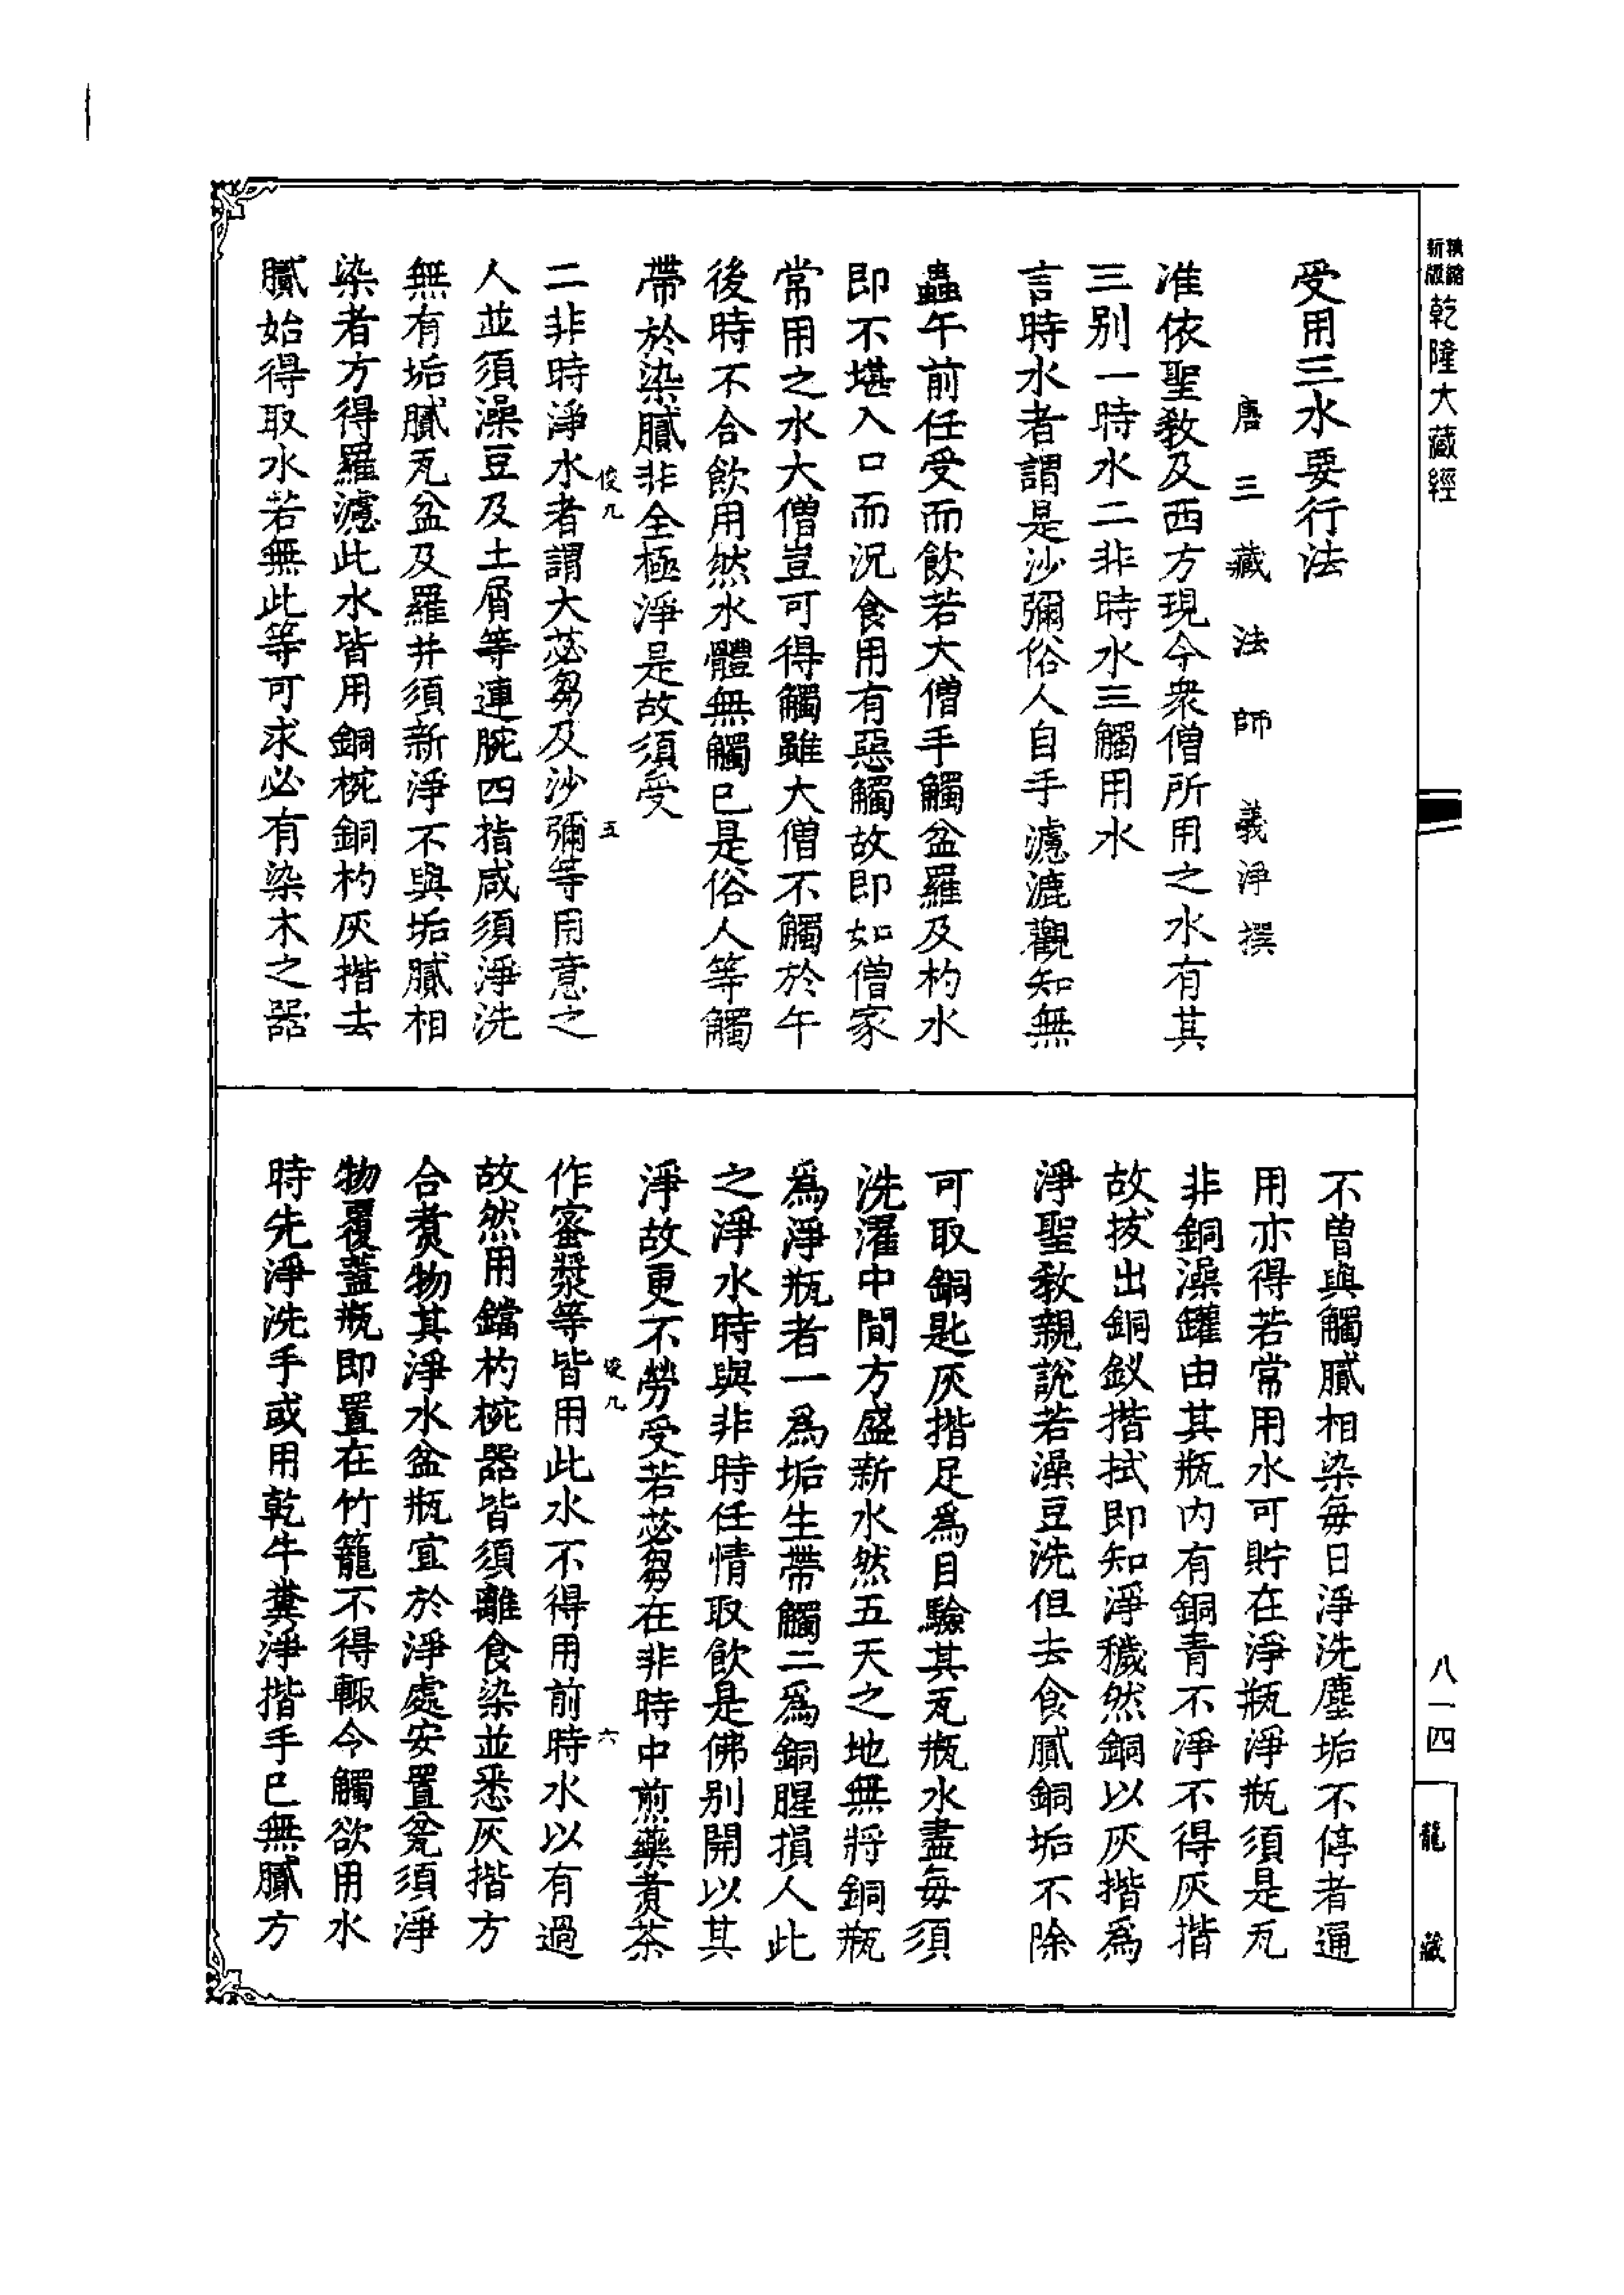 精縮
新版
乾隆大藏經
受用三水要行法
唐三藏法師義淨撰
准依聖教及西方現今衆僧所用之水有其
三别一時水二非時水三觸用水
言時水者謂是沙彌俗人自手濾漉觀知無
蟲午前任受而飲若大僧手觸盆羅及杓水
即不堪入口而況食用有惡觸故即如僧家
常用之水大僧豈可得觸雖大僧不觸於午
後時不合飲用然水體無觸已是俗人等觸
帶於染膩非全極淨是故須受
俊九
五
二非時淨水者謂大苾芻及沙彌等用意之
人並須澡豆及土屑等連腕四指咸須淨洗
無有垢膩瓦盆及羅井須新淨不與垢膩相
染者方得羅濾此水皆用銅椀銅杓灰揩去
膩始得取水若無此等可求必有染木之器
不曾與觸膩相染每日淨洗塵垢不停者通
用亦得若常用水可貯在淨瓶淨瓶須是瓦
非銅澡罐由其瓶内有銅青不淨不得灰揩
故拔出銅釵揩拭即知淨穢然銅以灰揩爲
淨聖教親說若澡豆洗但去食膩銅垢不除
可取銅匙灰揩足爲目驗其瓦瓶水盡每須
洗濯中間方盛新水然五天之地無將銅瓶
爲淨瓶者一爲垢生帶觸二爲銅腥損人此
之淨水時與非時任情取飲是佛别開以其
淨故更不勞受若苾芻在非時中煎藥煑茶
俊九
六
作蜜漿等皆用此水不得用前時水以有過
故然用鐺杓椀器皆須離食染並悉灰揩方
合煑物其淨水盆瓶宜於淨處安置瓮須淨
物覆蓋瓶即置在竹籠不得輙令觸欲用水
時先淨洗手或用乾牛糞淨揩手已無膩方
八一四
龍藏